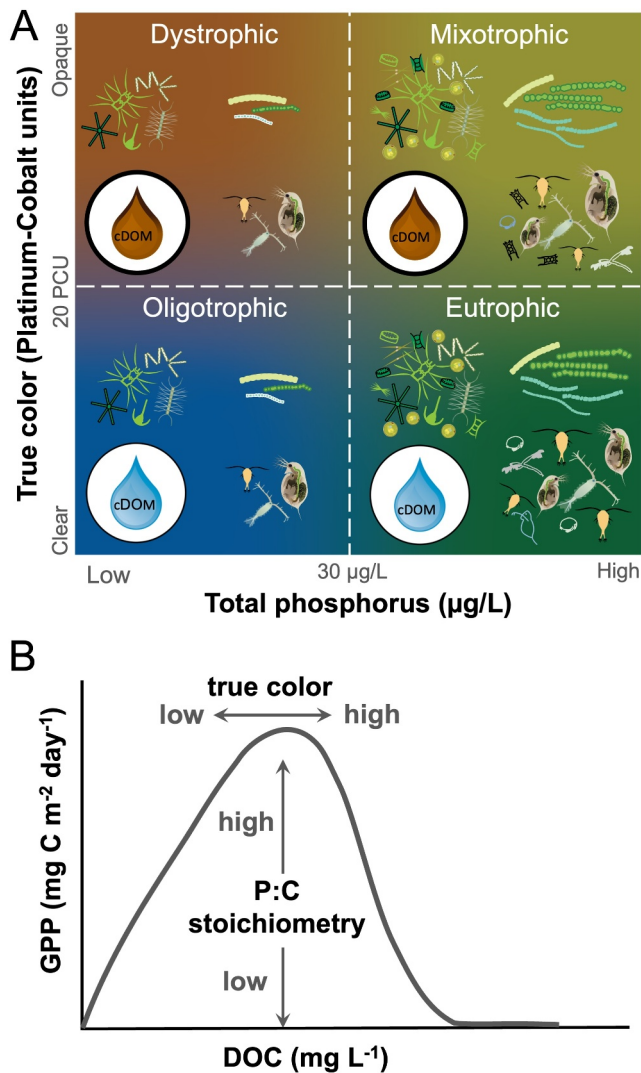 A
Dystrophic
Mixotrophic
cDOM
cDOM
Oligotrophic
Eutrophic
cDOM
cDOM
True color (Platinum-Cobalt units)
Opaque
20 PCU
Clear
Low
30 µg/L
High
Total phosphorus (µg/L)
B
true color
low
high
high
P:C
stoichiometry
low
GPP (mg C m⁻² day⁻¹)
DOC (mg L⁻¹)